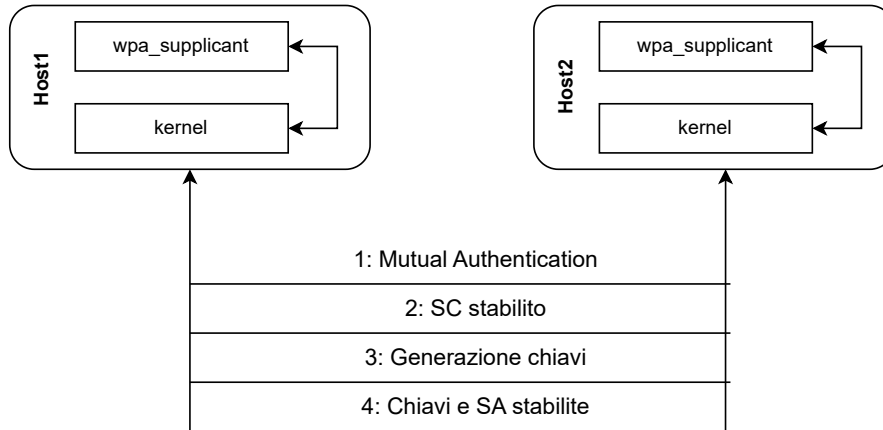 Host1
wpa_supplicant
kernel
Host2
wpa_supplicant
kernel
1: Mutual Authentication
2: SC stabilito
3: Generazione chiavi
4: Chiavi e SA stabilite